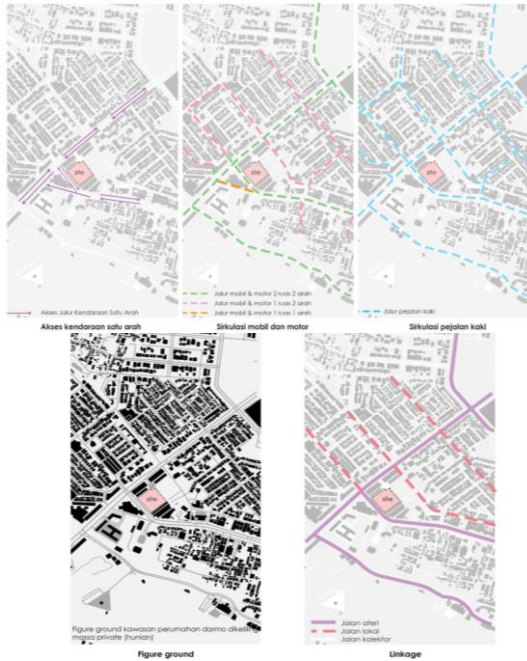 site
site
site
Akses Jalur Kendaraan Satu Arah
Jalur mobil & motor 2 ruas 2 arah
Jalur mobil & motor 1 ruas 2 arah
Jalur mobil & motor 1 ruas 1 arah
Jalur pejalan kaki
Akses kendaraan satu arah
Sirkulasi mobil dan motor
Sirkulasi pejalan kaki
site
site
Figure ground kawasan perumahan darmo dikelilin
massa private (hunian)
Jalan ateri
Jalan lokal
Jalan kolektor
Figure ground
Linkage